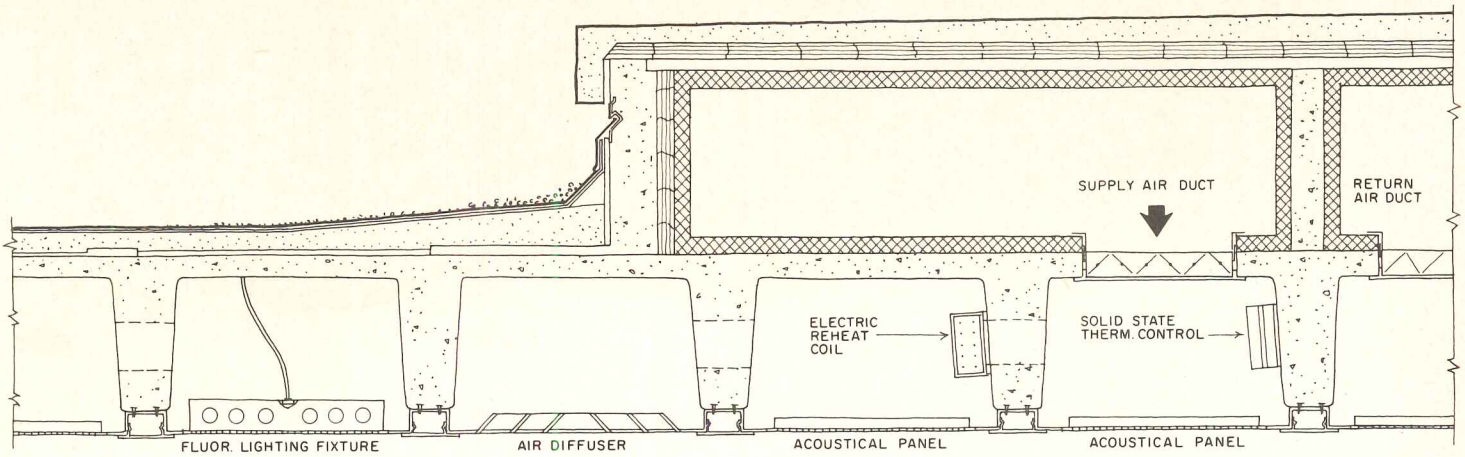 SUPPLY AIR DUCT
RETURN
AIR DUCT
ELECTRIC
REHEAT
COIL
SOLID STATE
THERM. CONTROL
FLUOR. LIGHTING FIXTURE
AIR DIFFUSER
ACOUSTICAL PANEL
ACOUSTICAL PANEL